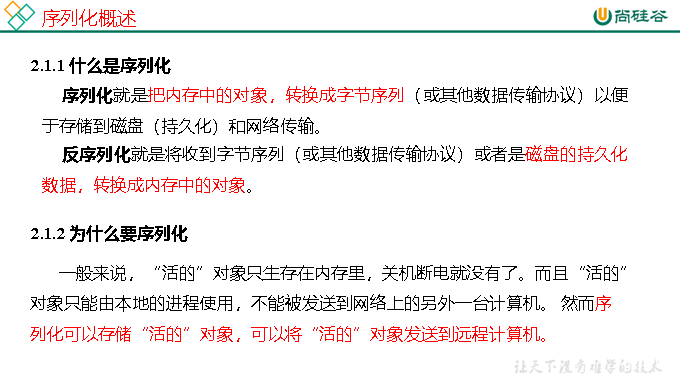 序列化概述
尚硅谷
2.1.1 什么是序列化
序列化就是把内存中的对象，转换成字节序列（或其他数据传输协议）以便
于存储到磁盘（持久化）和网络传输。
反序列化就是将收到字节序列（或其他数据传输协议）或者是磁盘的持久化
数据，转换成内存中的对象。
2.1.2 为什么要序列化
一般来说，“活的”对象只生存在内存里，关机断电就没有了。而且“活的”
对象只能由本地的进程使用，不能被发送到网络上的另外一台计算机。 然而序
列化可以存储“活的”对象，可以将“活的”对象发送到远程计算机。
让天下没有难学的技术